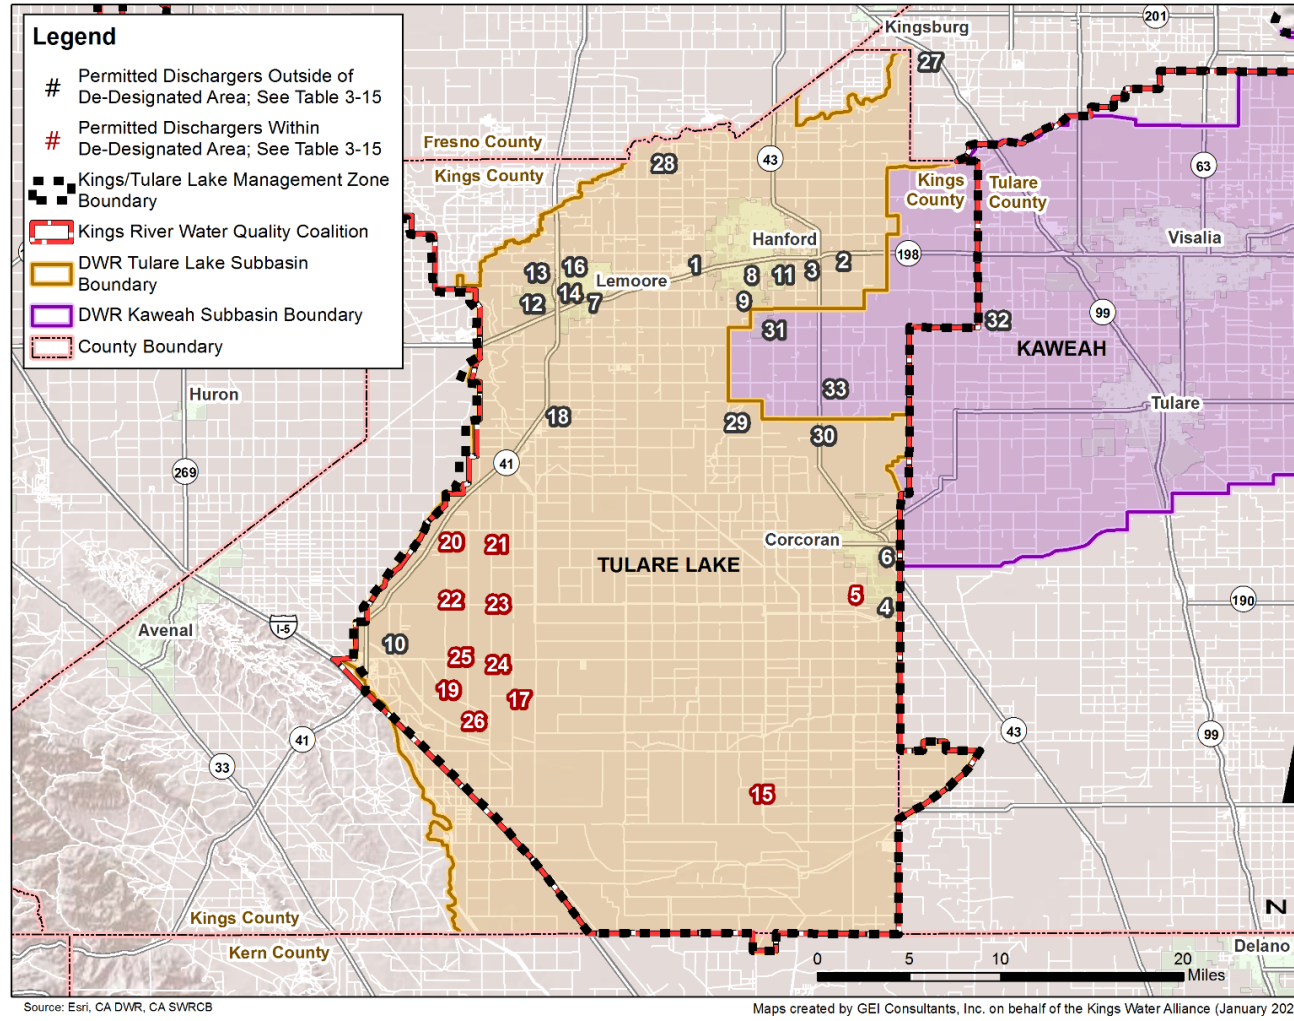 Legend
# Permitted Dischargers Outside of
De-Designated Area; See Table 3-15
# Permitted Dischargers Within
De-Designated Area; See Table 3-15
Kings/Tulare Lake Management Zone
Boundary
Kings River Water Quality Coalition
DWR Tulare Lake Subbasin
Boundary
DWR Kaweah Subbasin Boundary
County Boundary
201
Kingsburg
27
Fresno County
Kings County
28
43
63
Kings
County
Tulare
County
Hanford
Visalia
198
13
16
Lemoore
1
8
11
3
2
12
14
7
9
99
32
31
KAWEAH
Huron
33
Tulare
18
29
30
41
269
20
21
Corcoran
6
TULARE LAKE
5
4
22
23
190
Avenal
I-5
10
25
24
19
17
26
43
99
41
33
15
Kings County
Kern County
Z
Delano
0 5 10 20
Miles
Source: Esri, CA DWR, CA SWRCB
Maps created by GEI Consultants, Inc. on behalf of the Kings Water Alliance (January 202